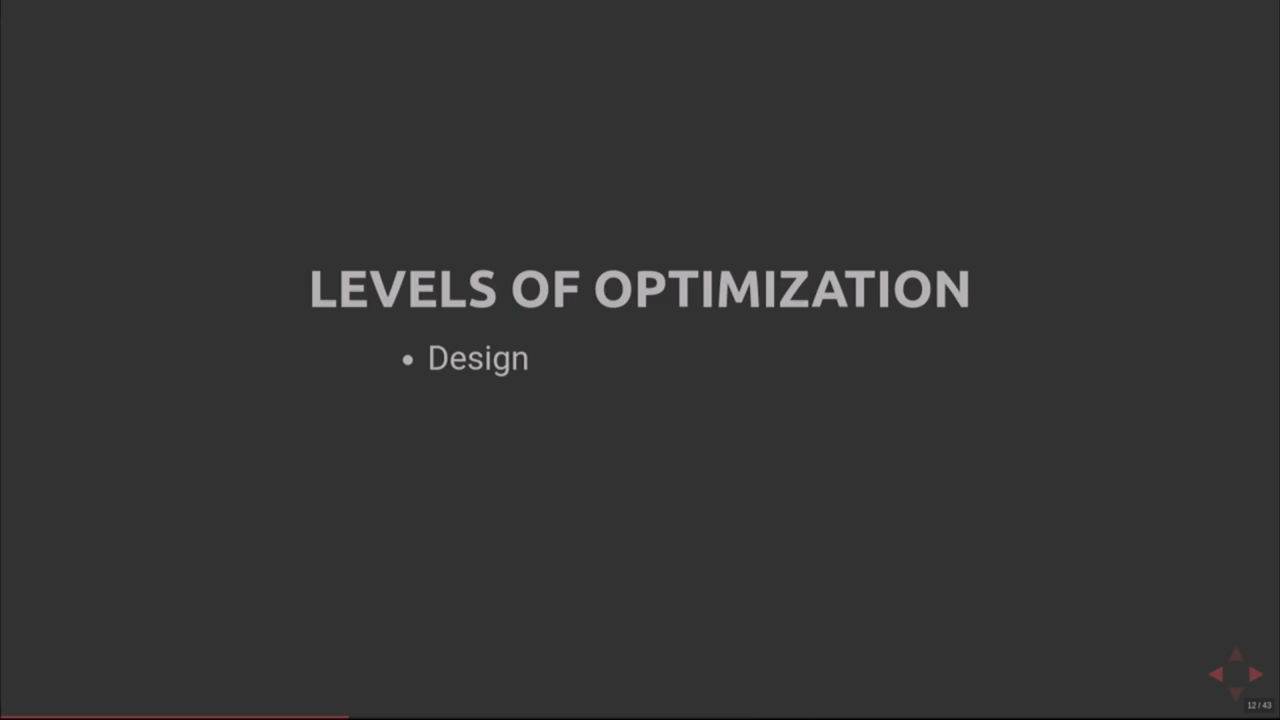 LEVELS OF OPTIMIZATION
• Design
12 / 43